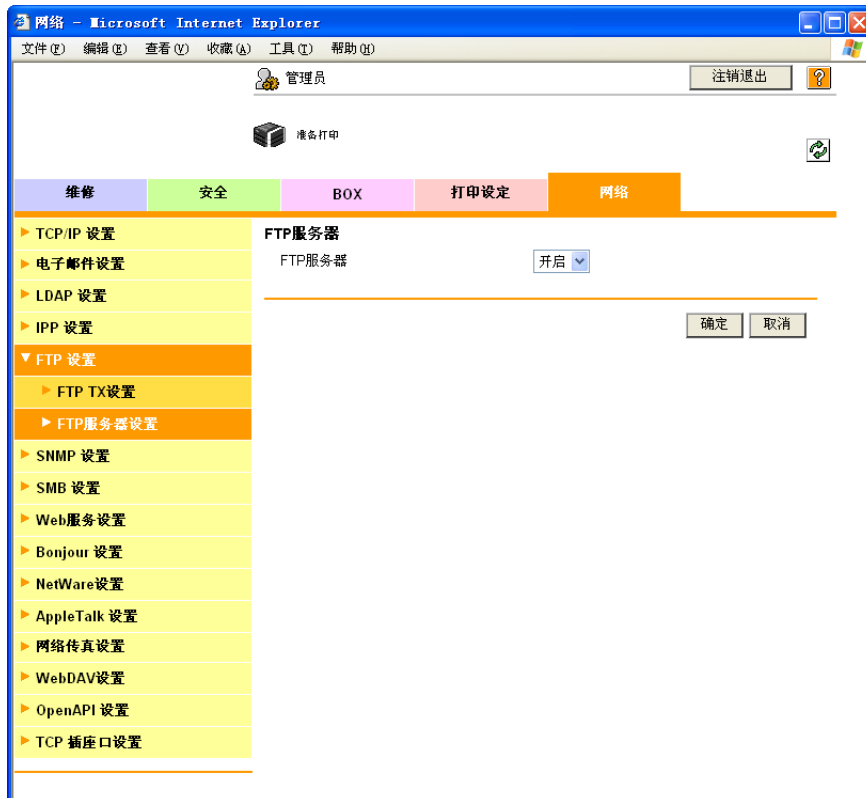 网络 - Microsoft Internet Explorer
文件(F) 编辑(E) 查看(V) 收藏(A) 工具(T) 帮助(H)
管理员
注销退出
?
准备打印
维修 安全 BOX 打印设定 网络
TCP/IP 设置
电子邮件设置
LDAP 设置
IPP 设置
FTP 设置
FTP TX设置
FTP服务器设置
SNMP 设置
SMB 设置
Web服务设置
Bonjour 设置
NetWare设置
AppleTalk 设置
网络传真设置
WebDAV设置
OpenAPI 设置
TCP 插座口设置
FTP服务器
FTP服务器 开启
确定 取消